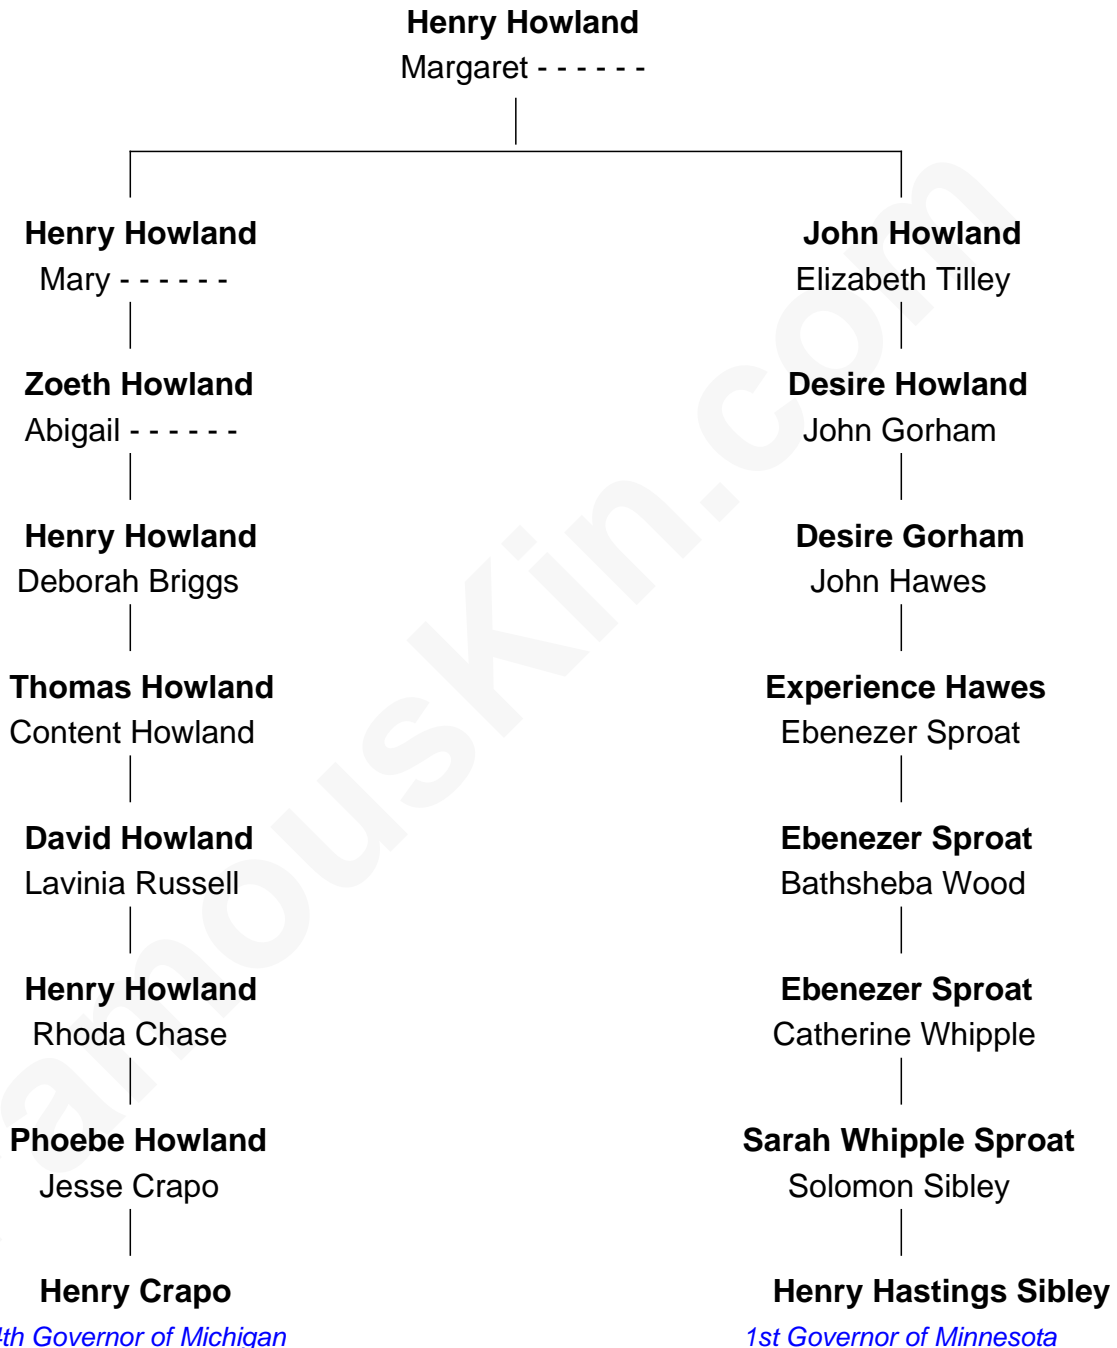 Henry Howland
Margaret - - - - - -
Henry Howland
John Howland
Mary - - - - - -
Elizabeth Tilley
Zoeth Howland
Desire Howland
Abigail - - - - - -
John Gorham
Henry Howland
Desire Gorham
Deborah Briggs
John Hawes
Thomas Howland
Experience Hawes
Content Howland
Ebenezer Sproat
David Howland
Ebenezer Sproat
Lavinia Russell
Bathsheba Wood
Henry Howland
Ebenezer Sproat
Rhoda Chase
Catherine Whipple
Phoebe Howland
Sarah Whipple Sproat
Jesse Crapo
Solomon Sibley
Henry Crapo
Henry Hastings Sibley
4th Governor of Michigan
1st Governor of Minnesota
amouskin.com